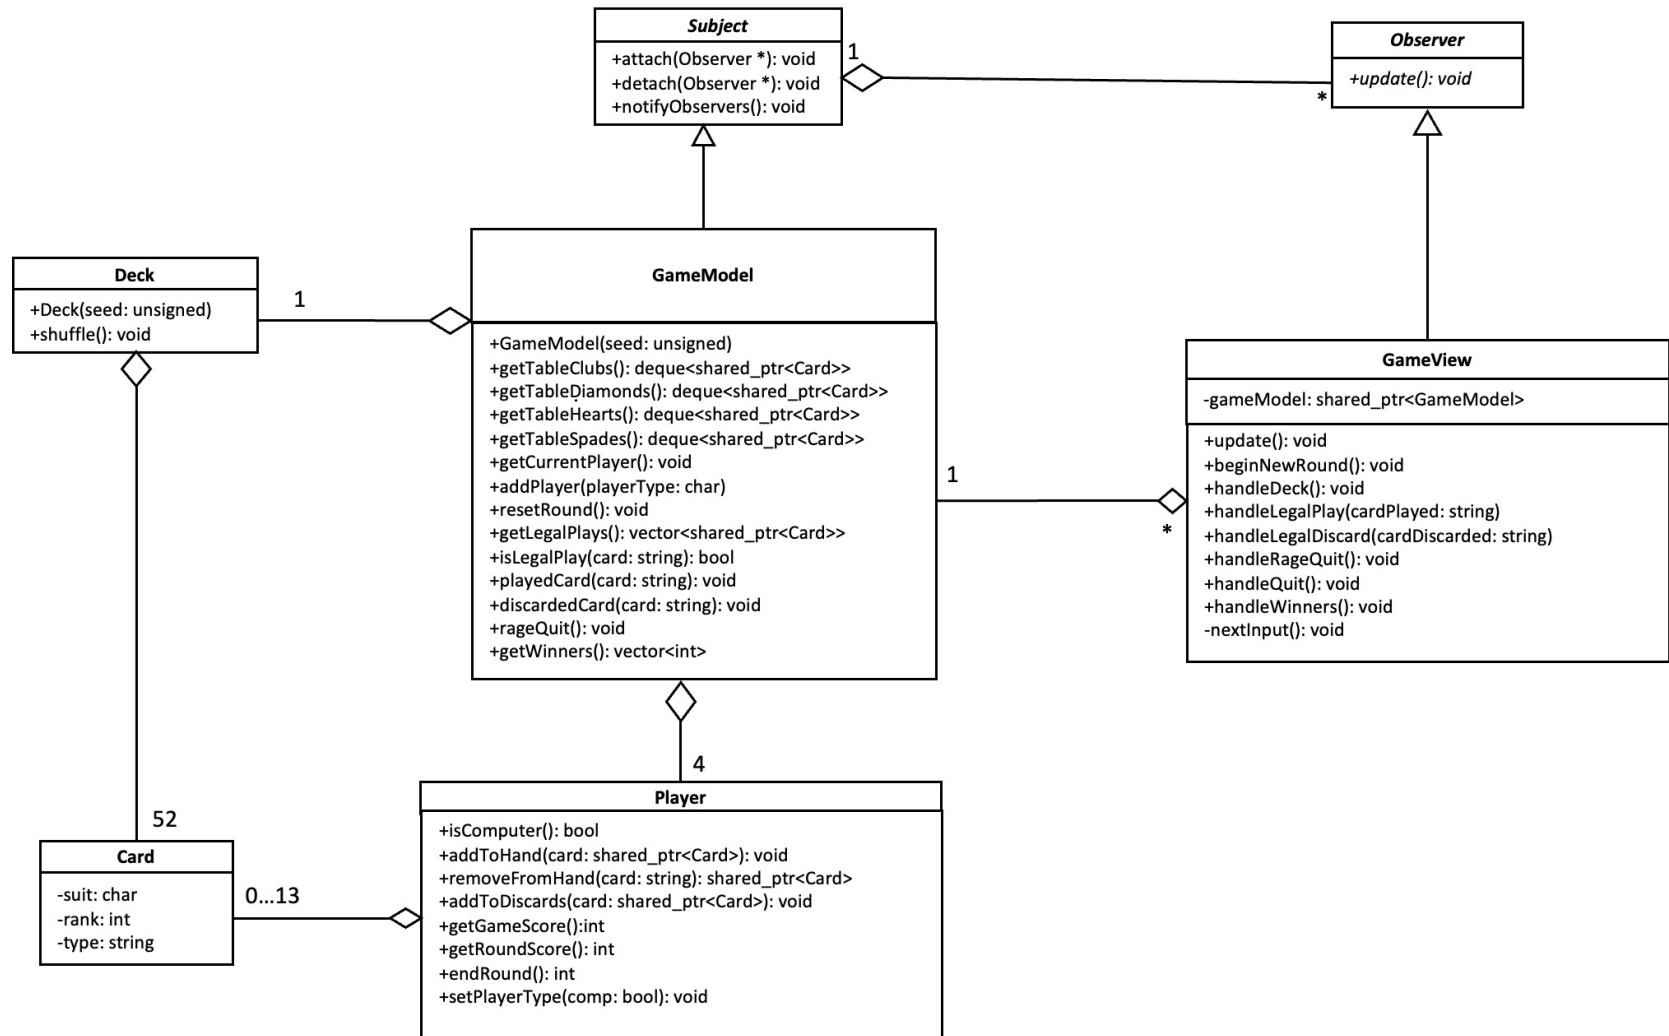 Subject
+attach(Observer *): void
+detach(Observer *): void
+notifyObservers(): void
1
*
Observer
+update(): void
Deck
+Deck(seed: unsigned)
+shuffle(): void
1
GameModel
+GameModel(seed: unsigned)
+getTableClubs(): deque<shared_ptr<Card>>
+getTableDiamonds(): deque<shared_ptr<Card>>
+getTableHearts(): deque<shared_ptr<Card>>
+getTableSpades(): deque<shared_ptr<Card>>
+getCurrentPlayer(): void
+addPlayer(playerType: char)
+resetRound(): void
+getLegalPlays(): vector<shared_ptr<Card>>
+isLegalPlay(card: string): bool
+playedCard(card: string): void
+discardedCard(card: string): void
+rageQuit(): void
+getWinners(): vector<int>
1
*
GameView
-gameModel: shared_ptr<GameModel>
+update(): void
+beginNewRound(): void
+handleDeck(): void
+handleLegalPlay(cardPlayed: string)
+handleLegalDiscard(cardDiscarded: string)
+handleRageQuit(): void
+handleQuit(): void
+handleWinners(): void
-nextInput(): void
4
52
Card
-suit: char
-rank: int
-type: string
0...13
Player
+isComputer(): bool
+addToHand(card: shared_ptr<Card>): void
+removeFromHand(card: string): shared_ptr<Card>
+addToDiscards(card: shared_ptr<Card>): void
+getGameScore():int
+getRoundScore(): int
+endRound(): int
+setPlayerType(comp: bool): void